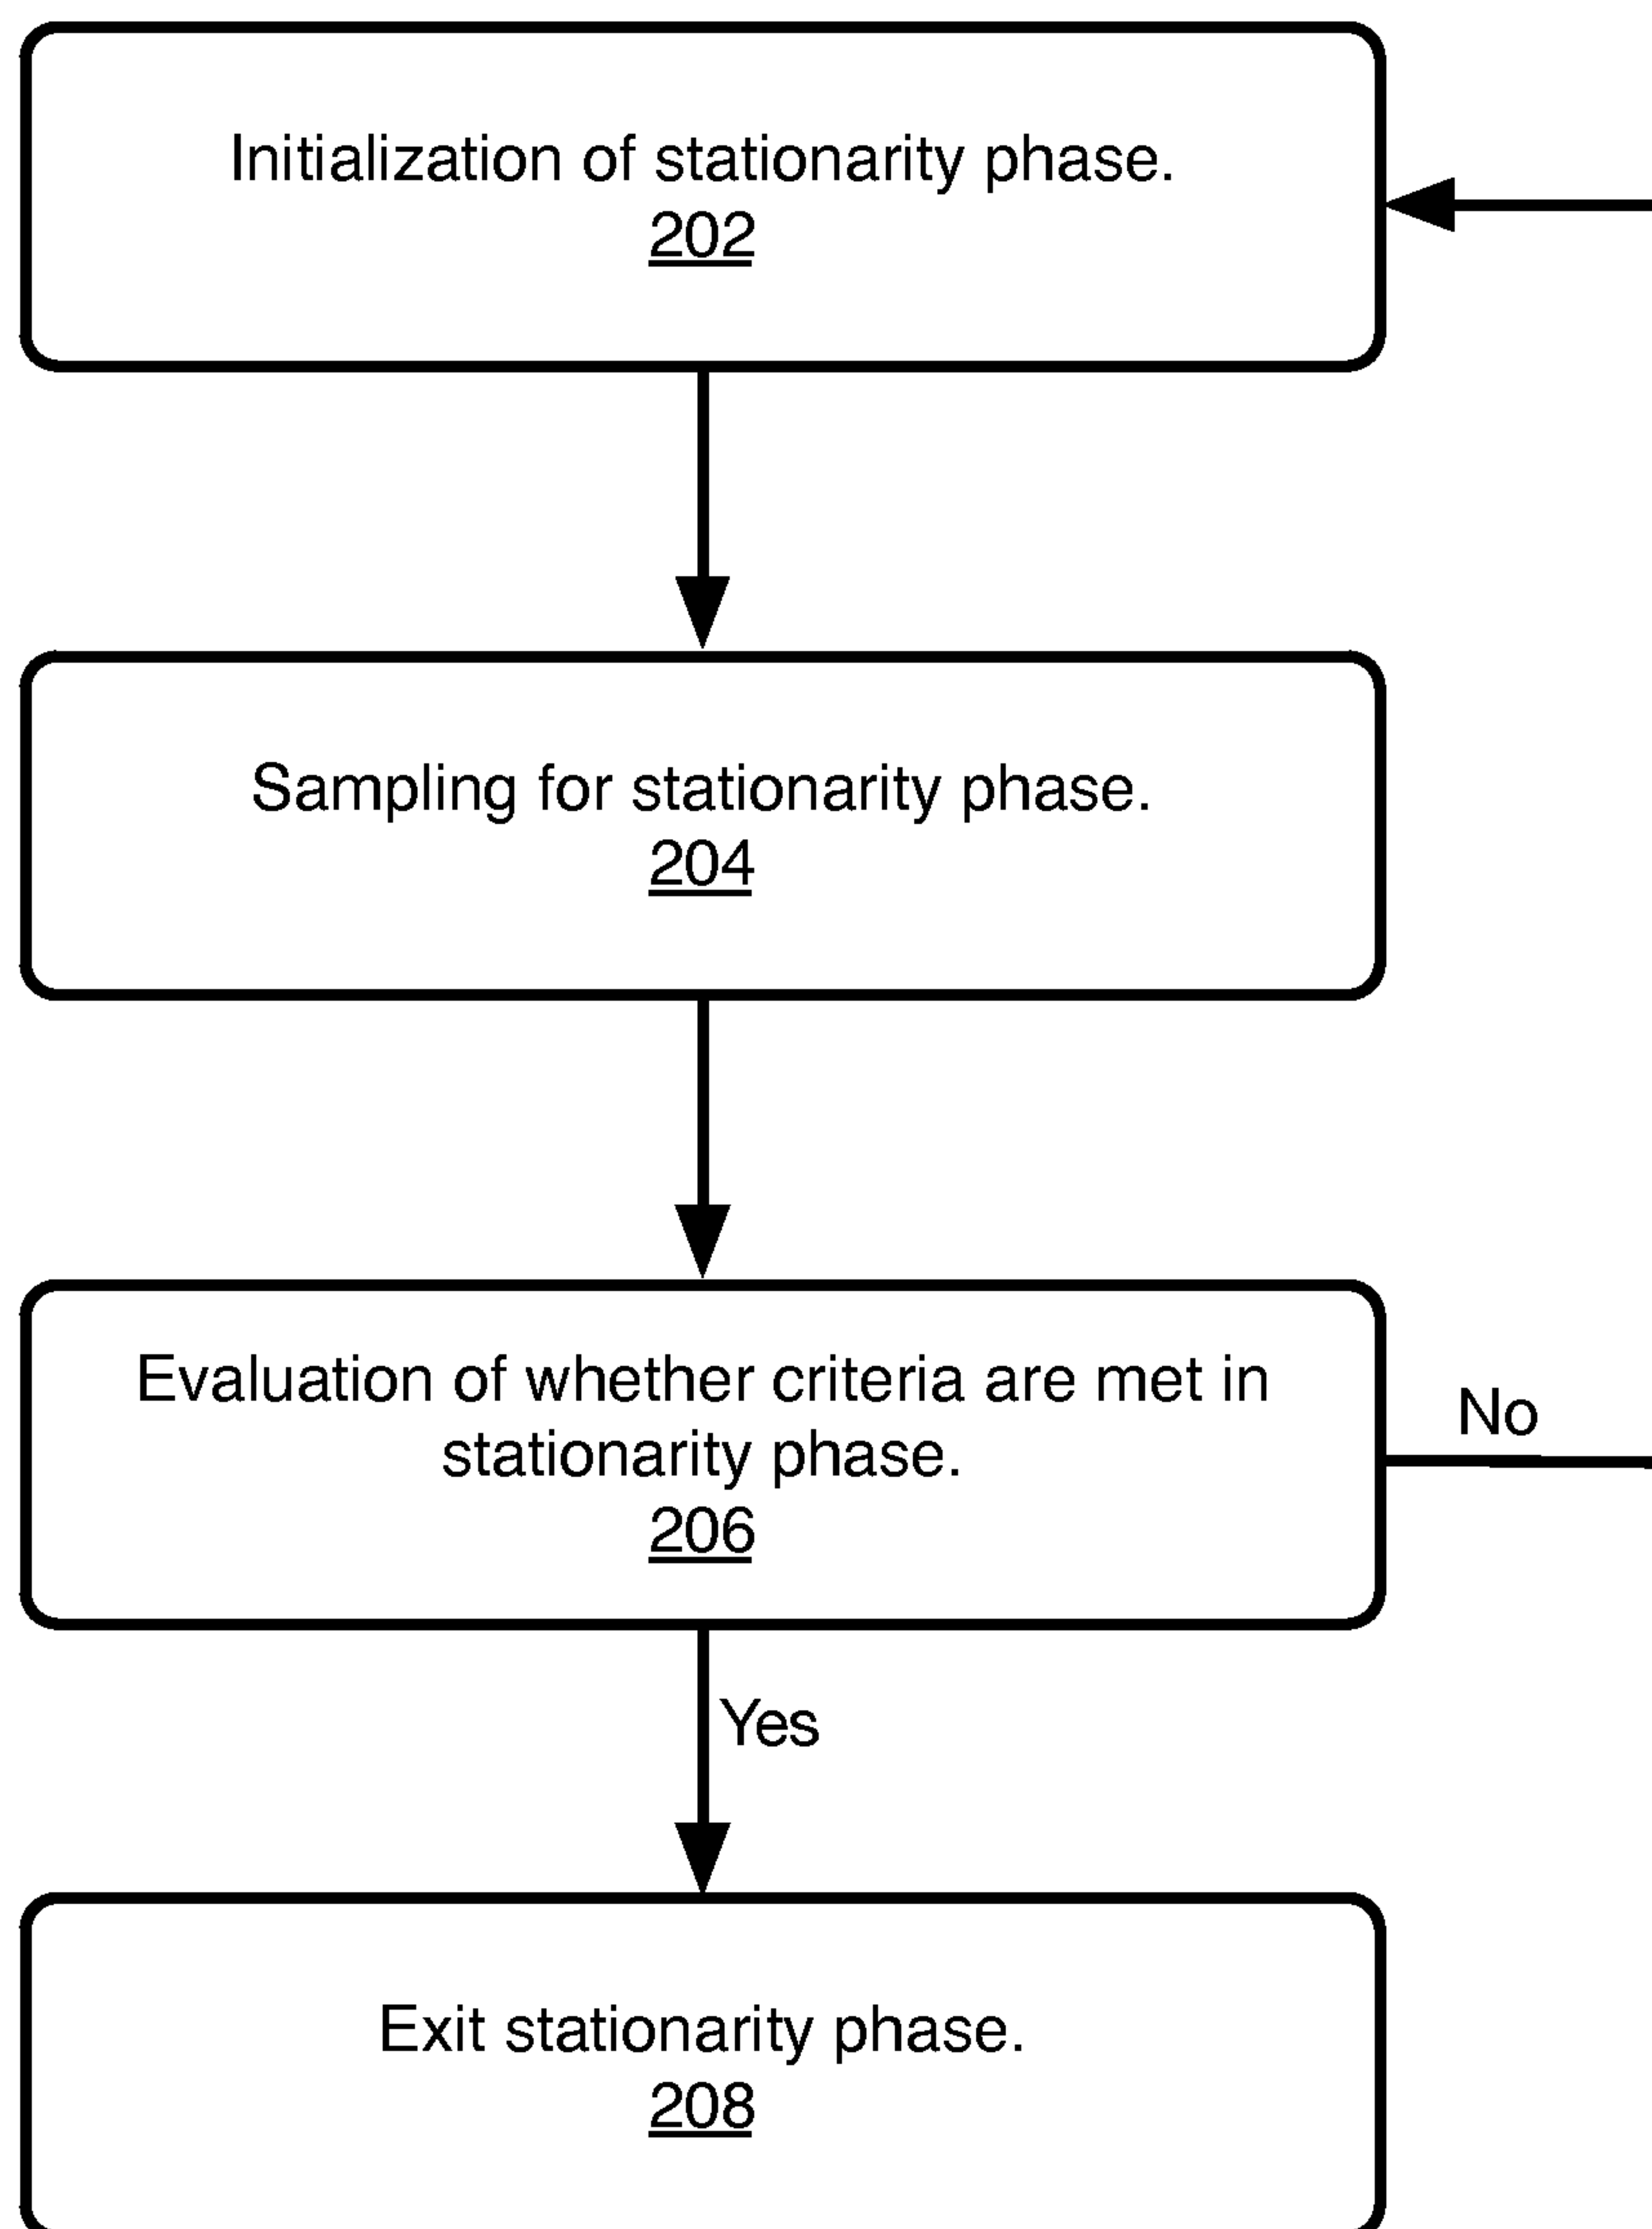 Initialization of stationarity phase.
202
Sampling for stationarity phase.
204
Evaluation of whether criteria are met in
stationarity phase.
206
No
Yes
Exit stationarity phase.
208